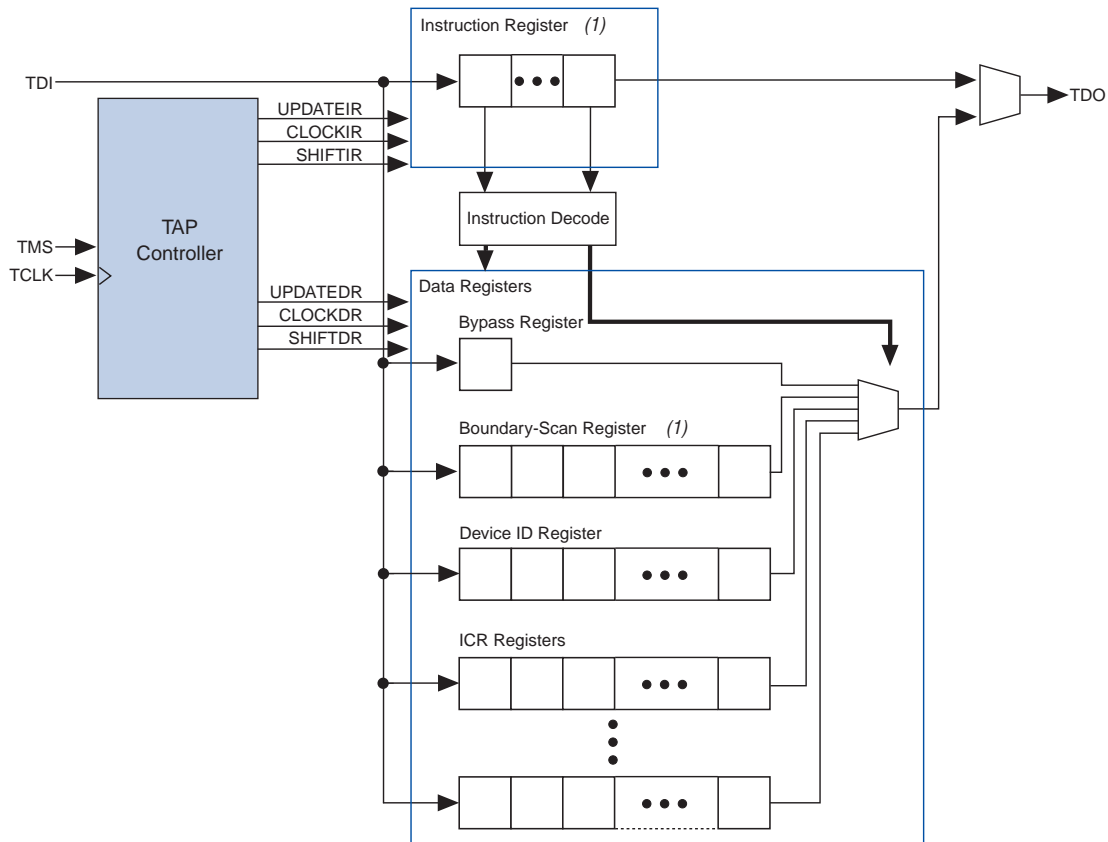 Instruction Register (1)
TDI
TDO
UPDATEIR
CLOCKIR
SHIFTIR
TAP
Controller
Instruction Decode
TMS
TCLK
Data Registers
UPDATEDR
CLOCKDR
SHIFTDR
Bypass Register
Boundary-Scan Register (1)
Device ID Register
ICR Registers